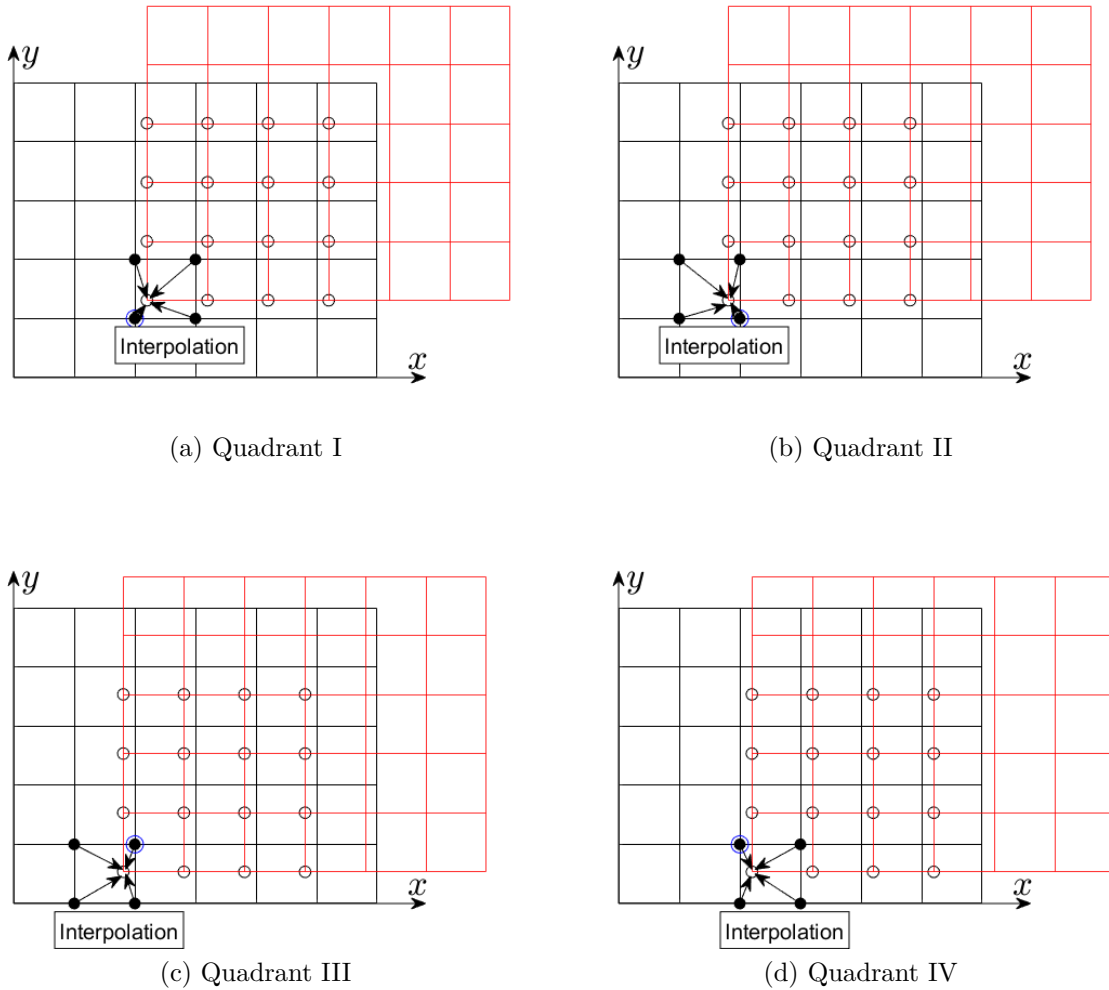 y
x
Interpolation
(a) Quadrant I
y
x
Interpolation
(b) Quadrant II
y
x
Interpolation
(c) Quadrant III
y
x
Interpolation
(d) Quadrant IV